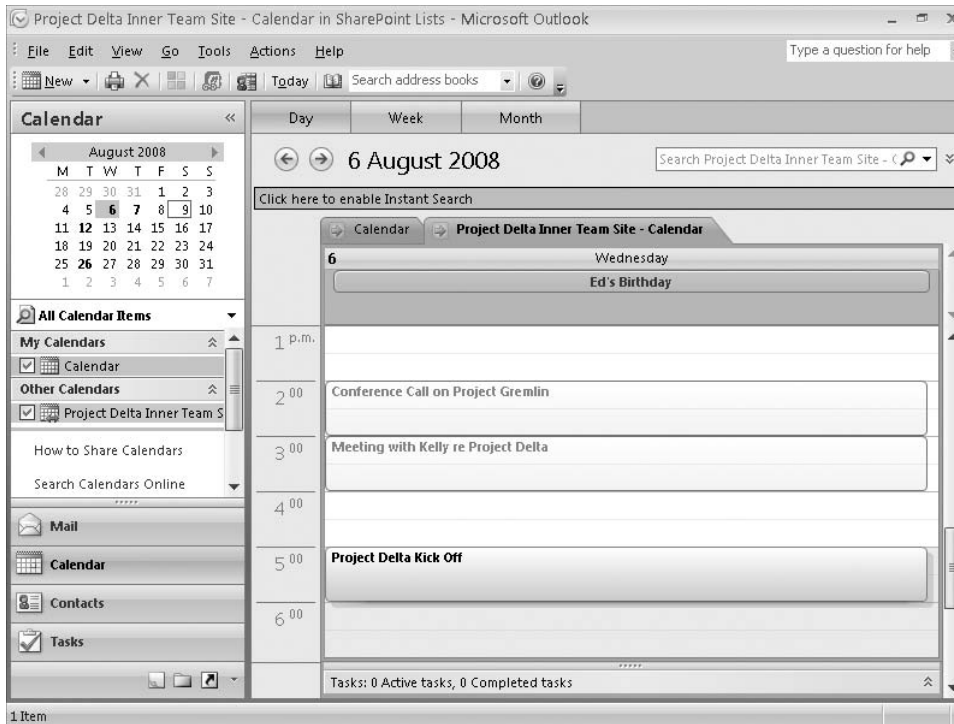 Project Delta Inner Team Site - Calendar in SharePoint Lists - Microsoft Outlook
File Edit View Go Tools Actions Help
Type a question for help
New Today Search address books
Calendar
«
August 2008
M T W T F S S
28 29 30 31 1 2 3
4 5 6 7 8 9 10
11 12 13 14 15 16 17
18 19 20 21 22 23 24
25 26 27 28 29 30 31
1 2 3 4 5 6 7
All Calendar Items
My Calendars
Calendar
Other Calendars
Project Delta Inner Team S
How to Share Calendars
Search Calendars Online
Mail
Calendar
Contacts
Tasks
Day Week Month
6 August 2008
Search Project Delta Inner Team Site - C
Click here to enable Instant Search
Calendar
Project Delta Inner Team Site - Calendar
6 Wednesday
Ed's Birthday
1 p.m.
2 00 Conference Call on Project Gremlin
3 00 Meeting with Kelly re Project Delta
4 00
5 00 Project Delta Kick Off
6 00
Tasks: 0 Active tasks, 0 Completed tasks
1 Item